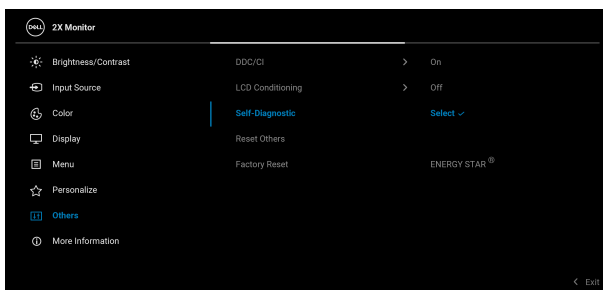 DELL 2X Monitor
Brightness/Contrast DDC/CI > On
Input Source LCD Conditioning > Off
Color Self-Diagnostic Select ✓
Display Reset Others
Menu Factory Reset ENERGY STAR ®
Personalize
Others
More Information
< Exit